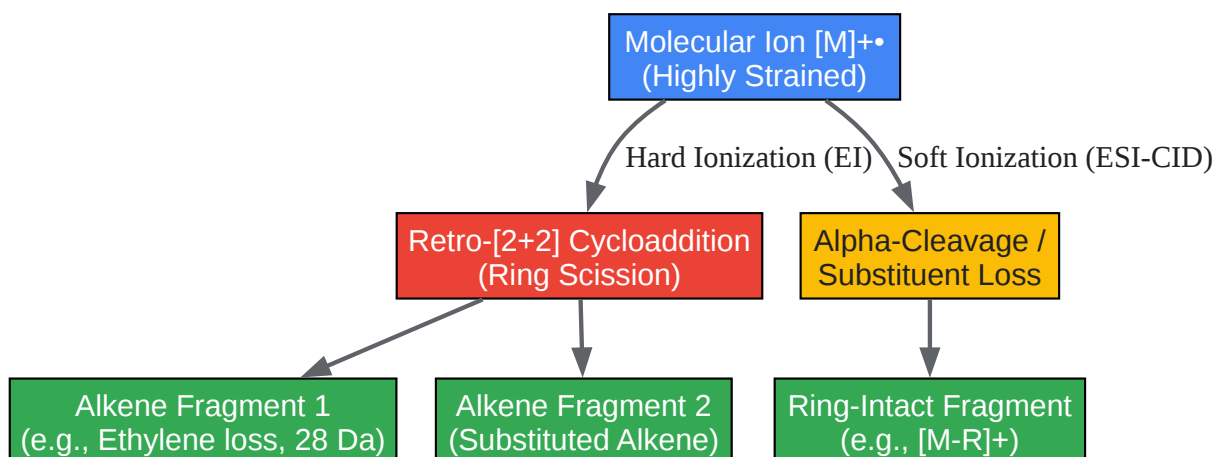 Molecular Ion [M]+•
(Highly Strained)
Hard Ionization (EI)
Soft Ionization (ESI-CID)
Retro-[2+2] Cycloaddition
(Ring Scission)
Alpha-Cleavage /
Substituent Loss
Alkene Fragment 1
(e.g., Ethylene loss, 28 Da)
Alkene Fragment 2
(Substituted Alkene)
Ring-Intact Fragment
(e.g., [M-R]+)